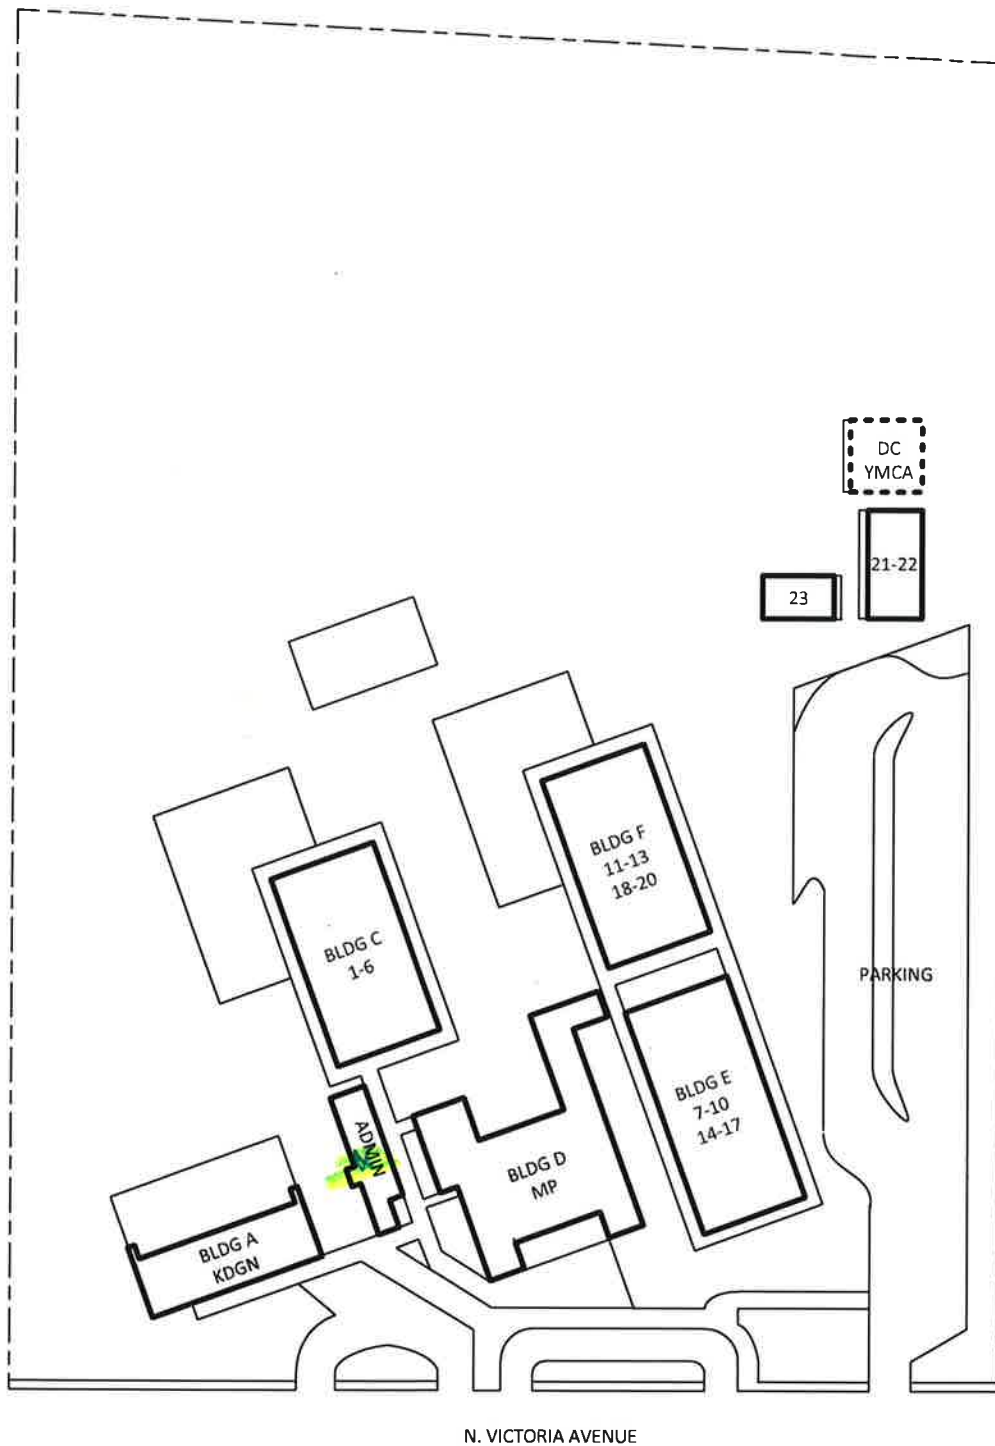 DC
YMCA
21-22
23
BLDG F
11-13
18-20
BLDG C
1-6
PARKING
BLDG E
7-10
14-17
ADMIN
BLDG D
MP
BLDG A
KDGN
N. VICTORIA AVENUE